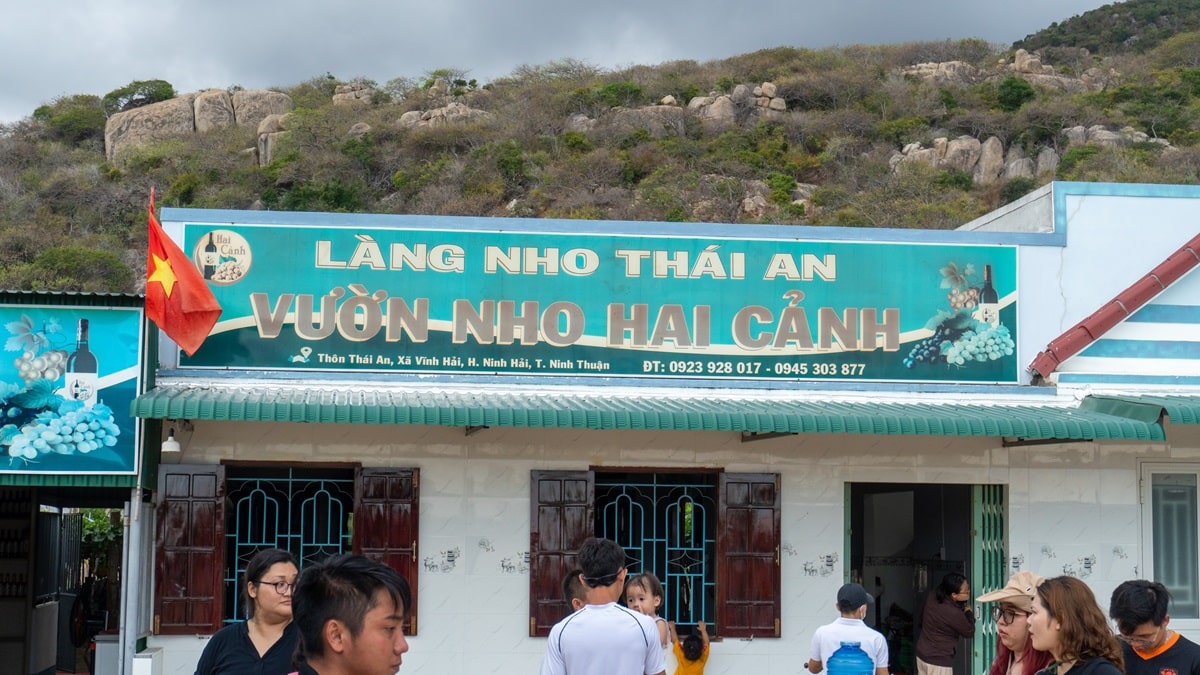 Hai
Cảnh
LÀNG NHO THÁI AN
VƯỜN NHO HAI CẢNH
Thôn Thái An, Xã Vĩnh Hải, H. Ninh Hải, T. Ninh Thuận
ĐT: 0923 928 017 - 0945 303 877